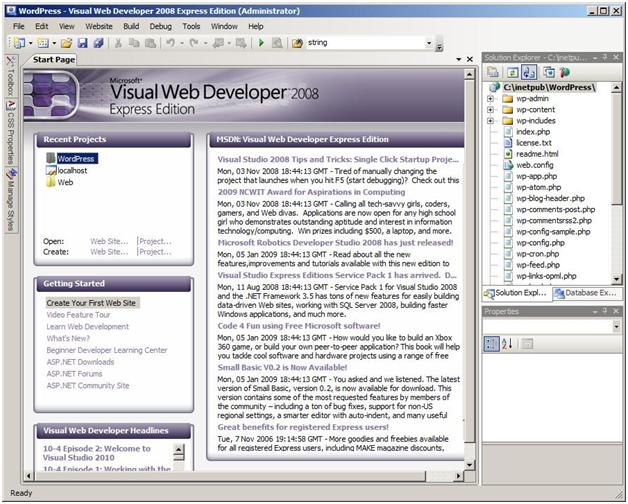 WordPress - Visual Web Developer 2008 Express Edition (Administrator)
File Edit View Website Build Debug Tools Window Help
string
Toolbox
CSS Properties
Manage Styles
Start Page
Microsoft®
Visual Web Developer 2008
Express Edition
Recent Projects
WordPress
localhost
Web
Open: Web Site... Project...
Create: Web Site... Project...
Getting Started
Create Your First Web Site
Video Feature Tour
Learn Web Development
What's New?
Beginner Developer Learning Center
ASP.NET Downloads
ASP.NET Forums
ASP.NET Community Site
Visual Web Developer Headlines
10-4 Episode 2: Welcome to
Visual Studio 2010
10-4 Episode 1: Working with the
MSDN: Visual Web Developer Express Edition
Visual Studio 2008 Tips and Tricks: Single Click Startup Proje...
Mon, 03 Nov 2008 18:44:13 GMT - Tired of manually changing the
project that launches when you hit F5 (start debugging)? Check out this
2009 NCWIT Award for Aspirations in Computing
Mon, 03 Nov 2008 18:44:13 GMT - Calling all tech-savvy girls, coders,
gamers, and Web divas. Applications are now open for any high school
girl who demonstrates outstanding aptitude and interest in information
technology/computing. Win prizes including $500, a laptop, and more.
Microsoft Robotics Developer Studio 2008 has just released!
Mon, 05 Jan 2009 18:44:13 GMT - Read about all the new
features,improvements and tutorials available with this new edition to
Visual Studio Express Editions Service Pack 1 has arrived. D...
Mon, 11 Aug 2008 18:44:13 GMT - Service Pack 1 for Visual Studio 2008
and the .NET Framework 3.5 has tons of new features for easily building
data-driven Web sites, working with SQL Server 2008, building faster
Windows applications, and much more.
Code 4 Fun using Free Microsoft software!
Mon, 05 Jan 2009 18:44:13 GMT - How would you like to build an Xbox
360 game, or build your own peer-to-peer application? This book will help
you tackle cool software and hardware projects using a range of free
Small Basic V0.2 is Now Available!
Mon, 05 Jan 2009 18:44:13 GMT - You asked and we listened. The latest
version of Small Basic, version 0.2, is now available for download. This
version contains some of the most requested features by members of
the community – including a ton of bug fixes, support for non-US
regional settings, a smarter editor with auto-indent, and many useful
Great benefits for registered Express users!
Tue, 7 Nov 2006 19:14:58 GMT - More goodies and freebies available
for all registered Express users, including MAKE magazine discounts,
Solution Explorer - C:\inetpu...
C:\inetpub\WordPress\
wp-admin
wp-content
wp-includes
index.php
license.txt
readme.html
web.config
wp-app.php
wp-atom.php
wp-blog-header.php
wp-comments-post.php
wp-commentsrss2.php
wp-config-sample.php
wp-config.php
wp-cron.php
wp-feed.php
wp-links-opml.php
Solution Expl... Database Ex...
Properties
Ready